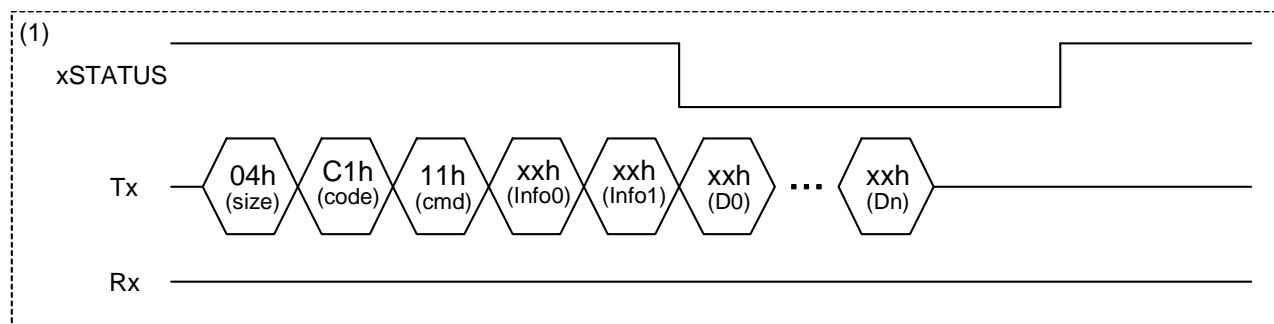 (1)
xSTATUS
Tx
04h
(size)
C1h
(code)
11h
(cmd)
xxh
(Info0)
xxh
(Info1)
xxh
(D0)
...
xxh
(Dn)
Rx